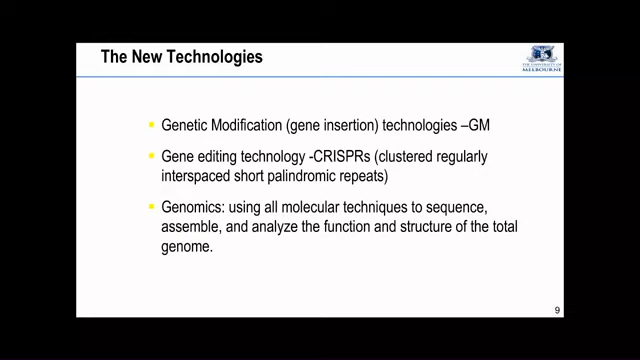 The New Technologies
THE UNIVERSITY OF
MELBOURNE
Genetic Modification (gene insertion) technologies –GM
Gene editing technology -CRISPRs (clustered regularly
interspaced short palindromic repeats)
Genomics: using all molecular techniques to sequence,
assemble, and analyze the function and structure of the total
genome.
9